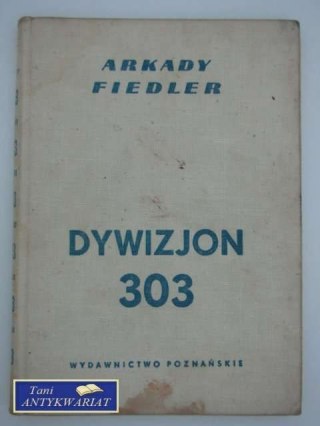 ARKADY
FIEDLER
DYWIZJON
303
WYDAWNICTWO POZNAŃSKIE
Tani
ANTYKWARIAT